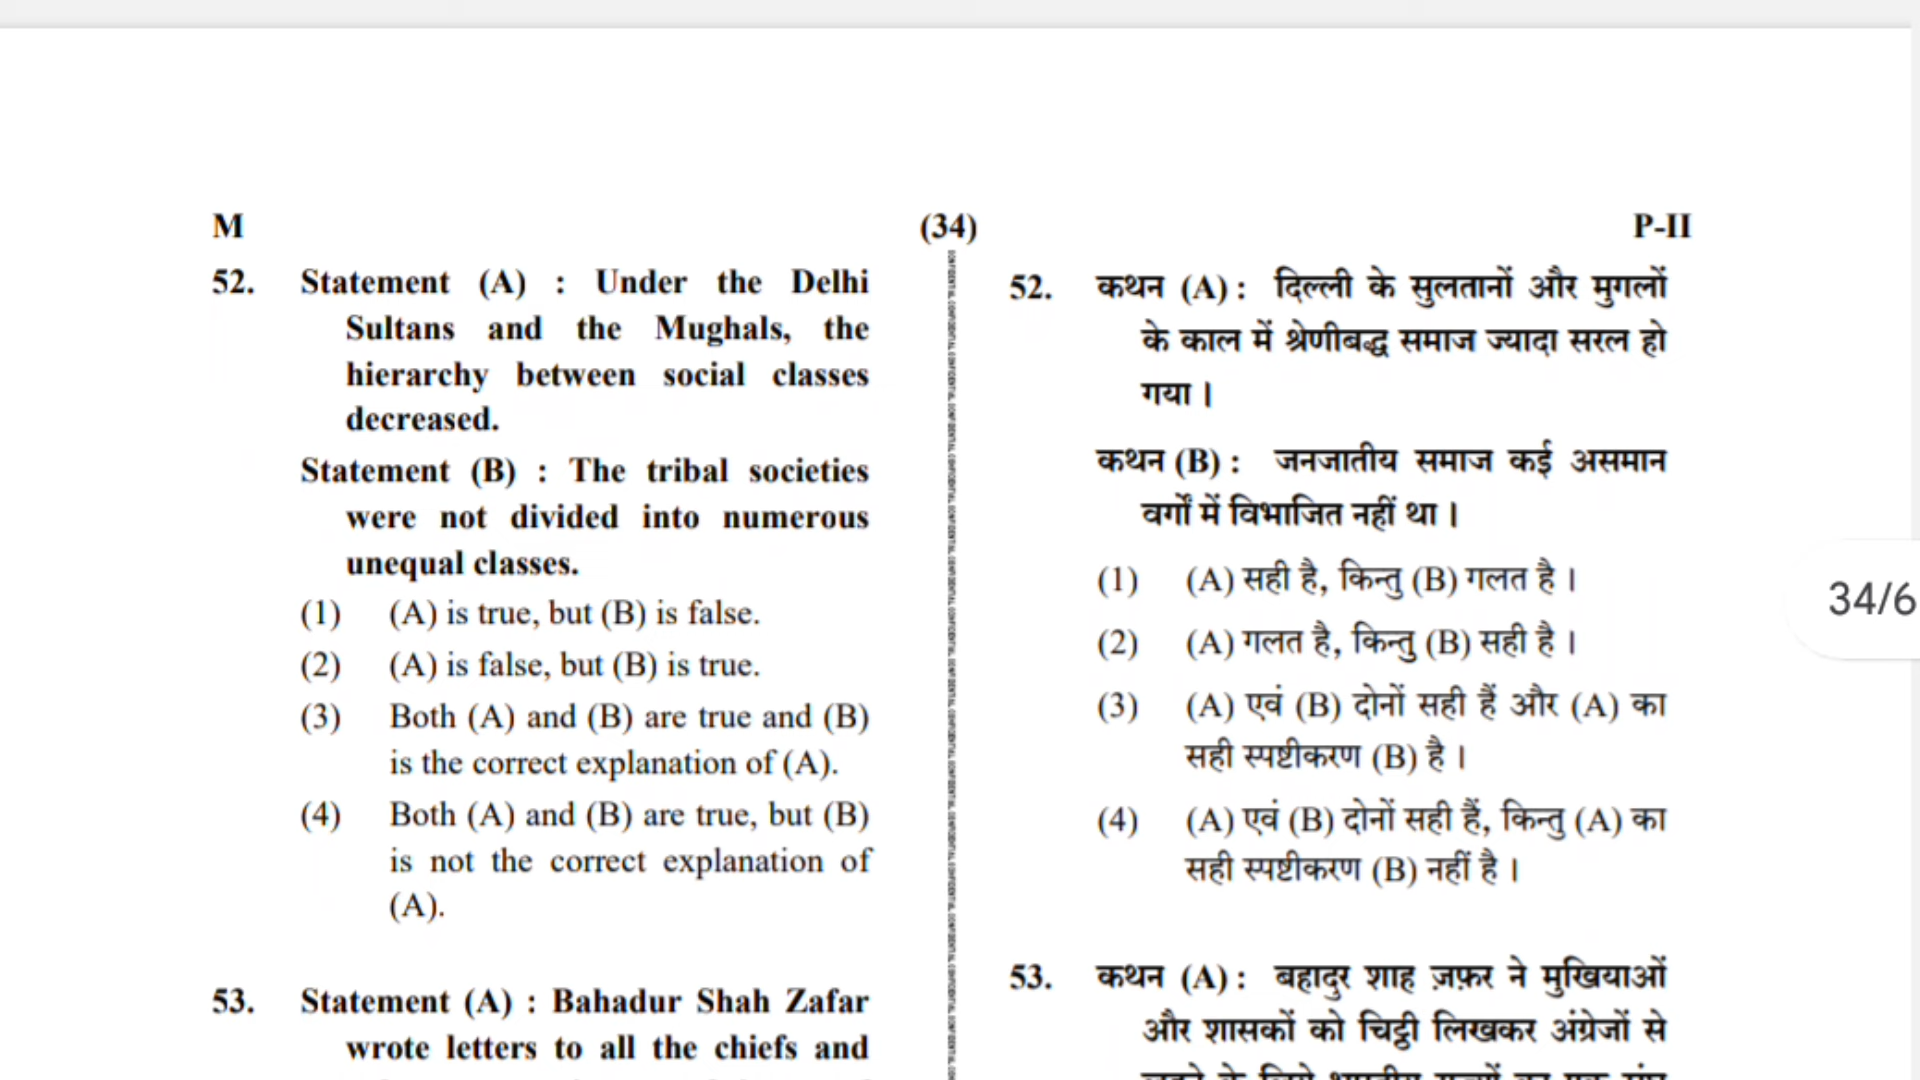 M (34) P-II
52. Statement (A) : Under the Delhi
Sultans and the Mughals, the
hierarchy between social classes
decreased.
Statement (B) : The tribal societies
were not divided into numerous
unequal classes.
(1) (A) is true, but (B) is false.
(2) (A) is false, but (B) is true.
(3) Both (A) and (B) are true and (B)
is the correct explanation of (A).
(4) Both (A) and (B) are true, but (B)
is not the correct explanation of
(A).
53. Statement (A) : Bahadur Shah Zafar
wrote letters to all the chiefs and
52. कथन (A) : दिल्ली के सुलतानों और मुगलों
के काल में श्रेणीबद्ध समाज ज्यादा सरल हो
गया ।
कथन (B) : जनजातीय समाज कई असमान
वर्गों में विभाजित नहीं था ।
(1) (A) सही है, किन्तु (B) गलत है ।
(2) (A) गलत है, किन्तु (B) सही है ।
(3) (A) एवं (B) दोनों सही हैं और (A) का
सही स्पष्टीकरण (B) है ।
(4) (A) एवं (B) दोनों सही हैं, किन्तु (A) का
सही स्पष्टीकरण (B) नहीं है ।
53. कथन (A) : बहादुर शाह ज़फ़र ने मुखियाओं
और शासकों को चिट्ठी लिखकर अंग्रेजों से
34/6